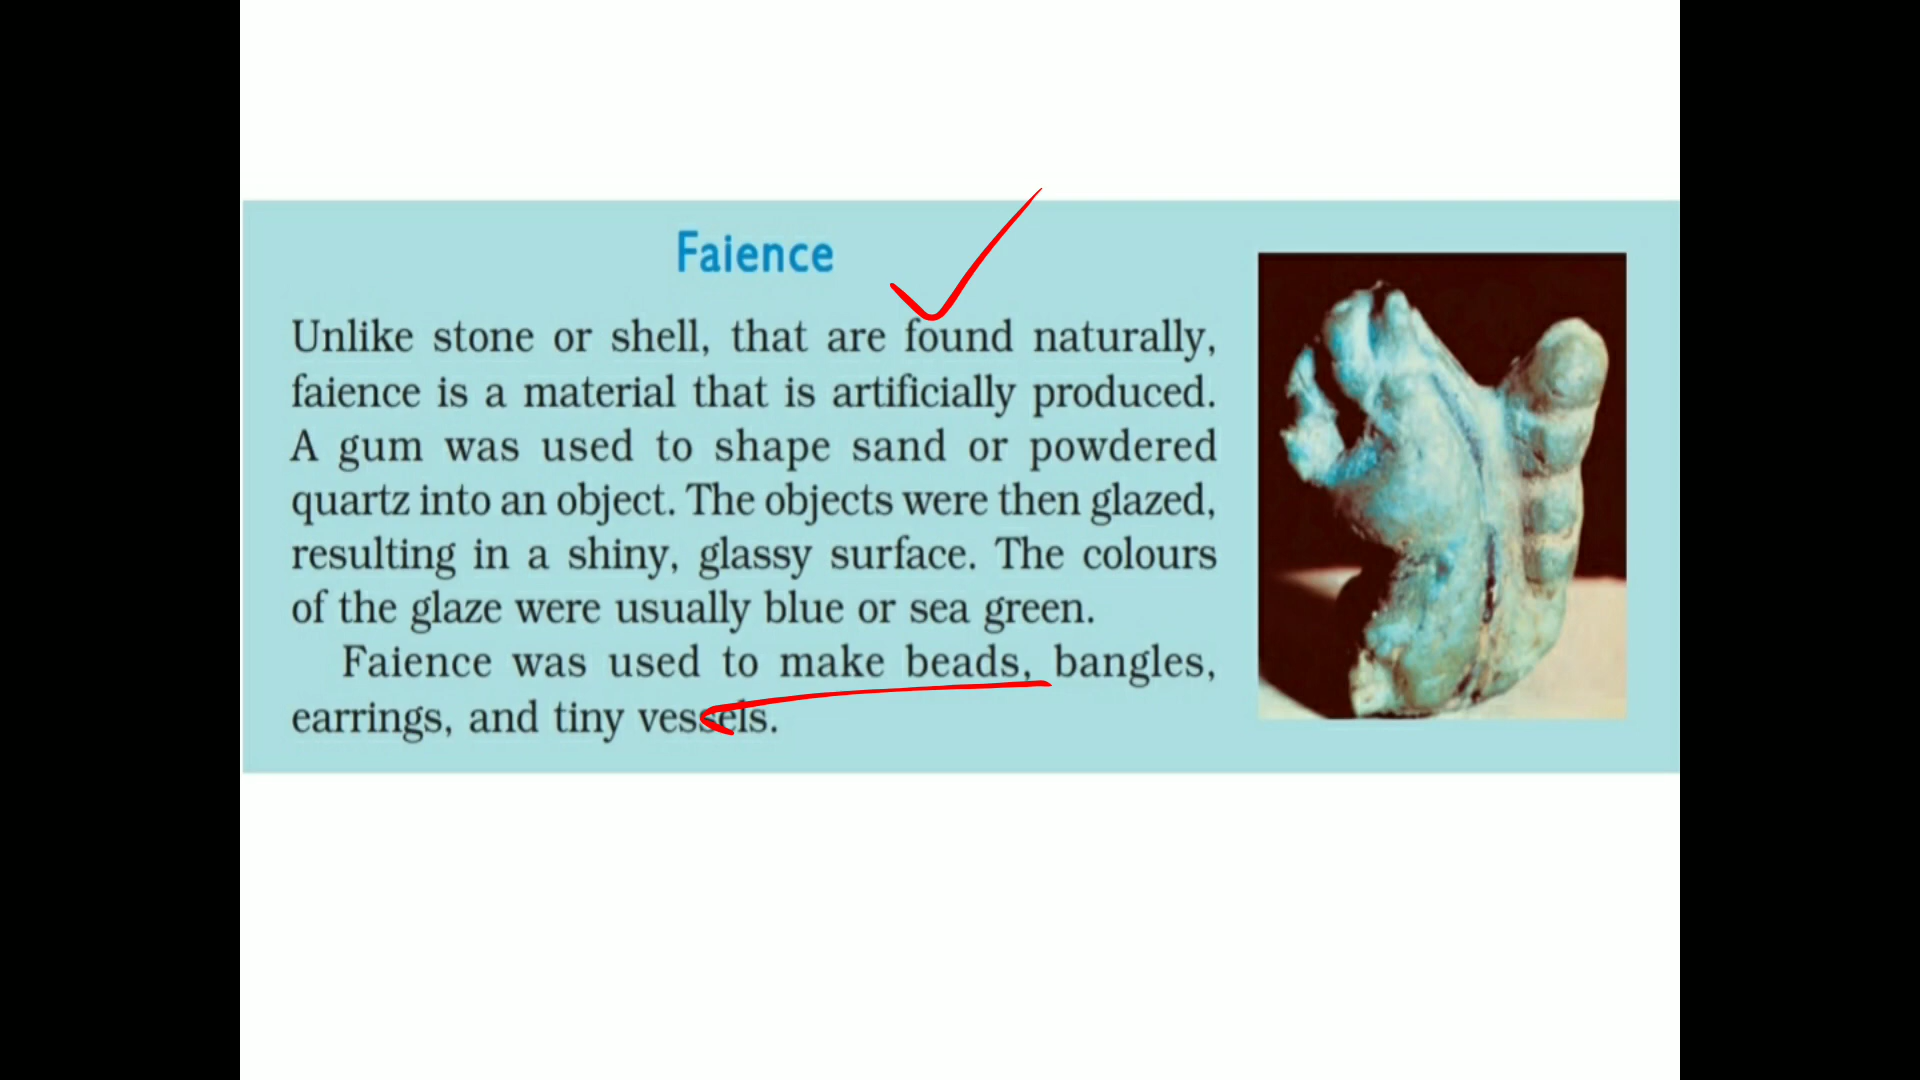 Faience
Unlike stone or shell, that are found naturally,
faience is a material that is artificially produced.
A gum was used to shape sand or powdered
quartz into an object. The objects were then glazed,
resulting in a shiny, glassy surface. The colours
of the glaze were usually blue or sea green.
Faience was used to make beads, bangles,
earrings, and tiny vessels.